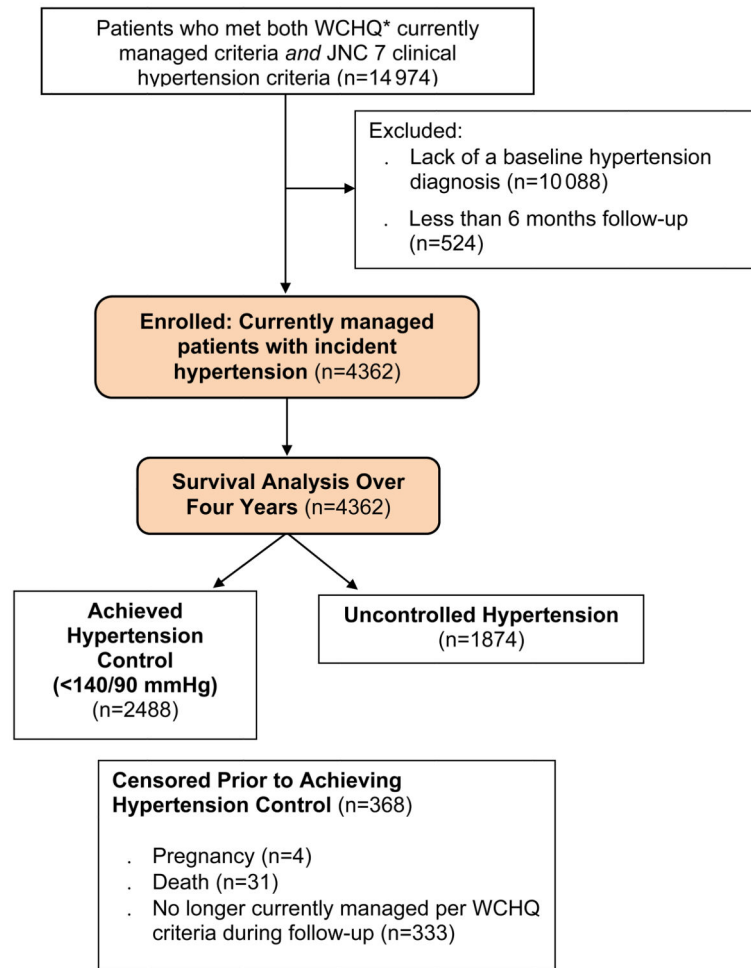 Patients who met both WCHQ* currently
managed criteria and JNC 7 clinical
hypertension criteria (n=14 974)
Excluded:
. Lack of a baseline hypertension
diagnosis (n=10 088)
. Less than 6 months follow-up
(n=524)
Enrolled: Currently managed
patients with incident
hypertension (n=4362)
Survival Analysis Over
Four Years (n=4362)
Achieved
Hypertension
Control
(<140/90 mmHg)
(n=2488)
Uncontrolled Hypertension
(n=1874)
Censored Prior to Achieving
Hypertension Control (n=368)
. Pregnancy (n=4)
. Death (n=31)
. No longer currently managed per WCHQ
criteria during follow-up (n=333)